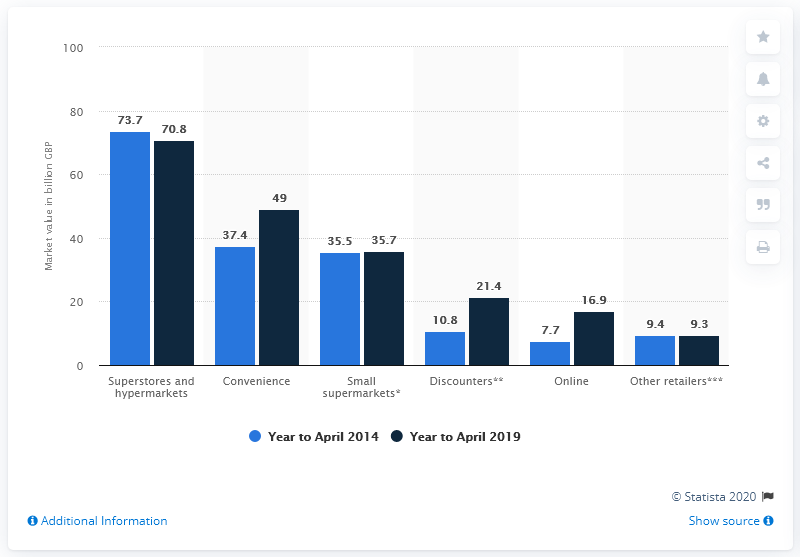 Market value in billion GBP
100
80
60
40
20
0
73.7
70.8
37.4
49
35.5
35.7
10.8
21.4
7.7
16.9
9.4
9.3
Superstores and
hypermarkets
Convenience
Small
supermarkets*
Discounters**
Online
Other retailers***
Year to April 2014
Year to April 2019
© Statista 2020
Additional Information
Show source